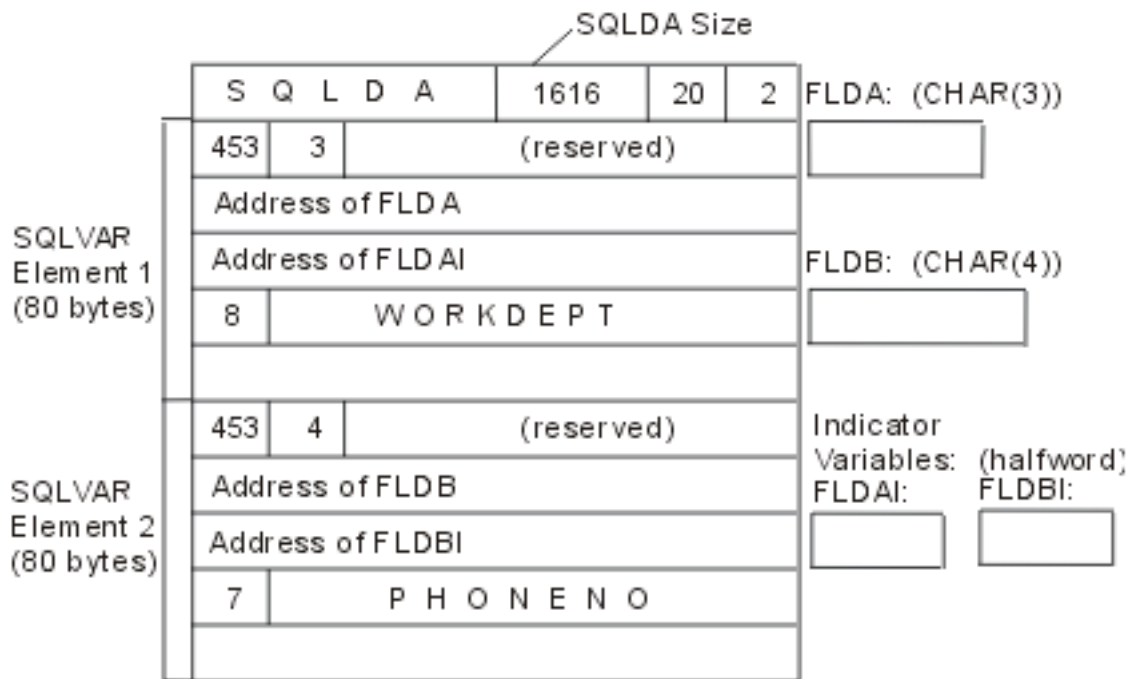 SQLDA Size
S Q L D A 1616 20 2
FLDA: (CHAR(3))
SQLVAR
Element 1
(80 bytes)
453 3 (reserved)
Address of FLDA
Address of FLDAI
8 WORKDEPT
FLDB: (CHAR(4))
SQLVAR
Element 2
(80 bytes)
453 4 (reserved)
Address of FLDB
Address of FLDBI
7 PHONENO
Indicator
Variables: (halfword)
FLDAI: FLDBI: